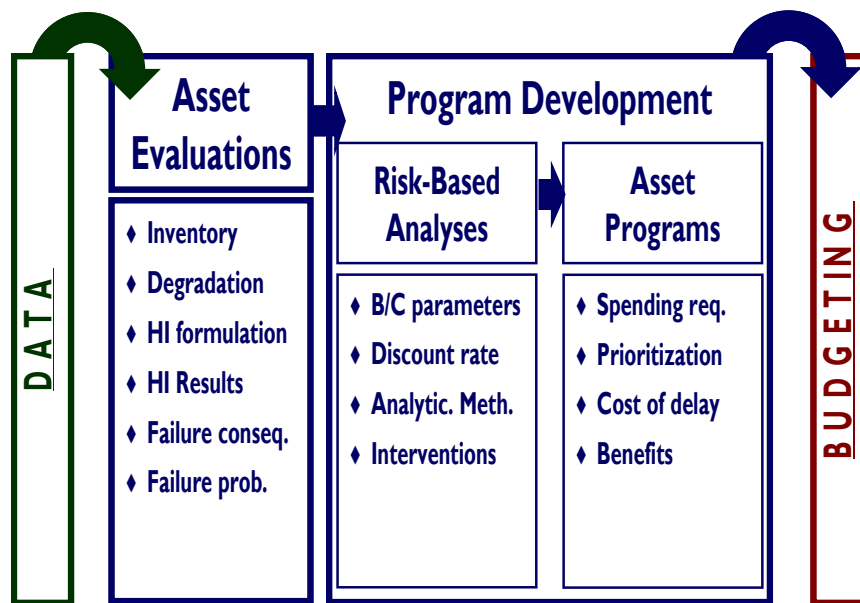 DATA
Asset
Evaluations
♦ Inventory
♦ Degradation
♦ HI formulation
♦ HI Results
♦ Failure conseq.
♦ Failure prob.
Program Development
Risk-Based
Analyses
♦ B/C parameters
♦ Discount rate
♦ Analytic. Meth.
♦ Interventions
Asset
Programs
♦ Spending req.
♦ Prioritization
♦ Cost of delay
♦ Benefits
BUDGETING